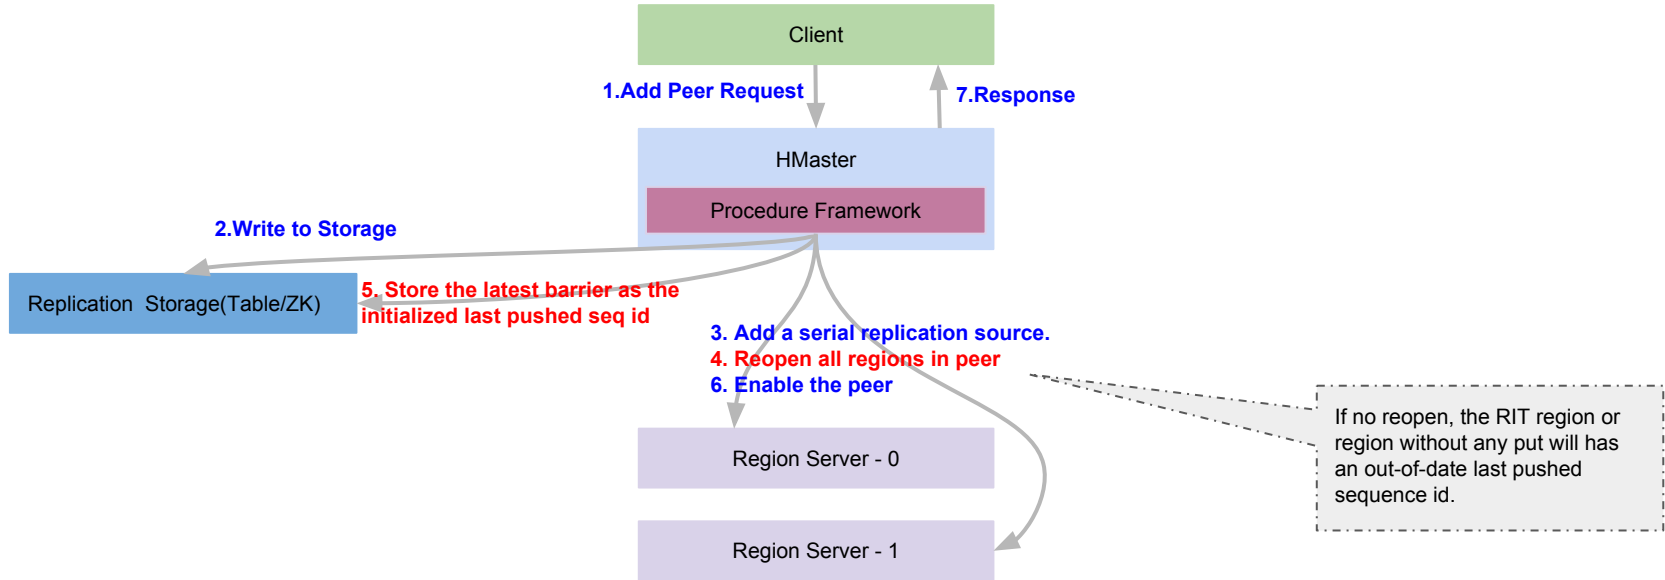 Client
1.Add Peer Request
7.Response
HMaster
Procedure Framework
2.Write to Storage
Replication  Storage(Table/ZK)
5. Store the latest barrier as the
initialized last pushed seq id
3. Add a serial replication source.
4. Reopen all regions in peer
6. Enable the peer
If no reopen, the RIT region or
region without any put will has
an out-of-date last pushed
sequence id.
Region Server - 0
Region Server - 1